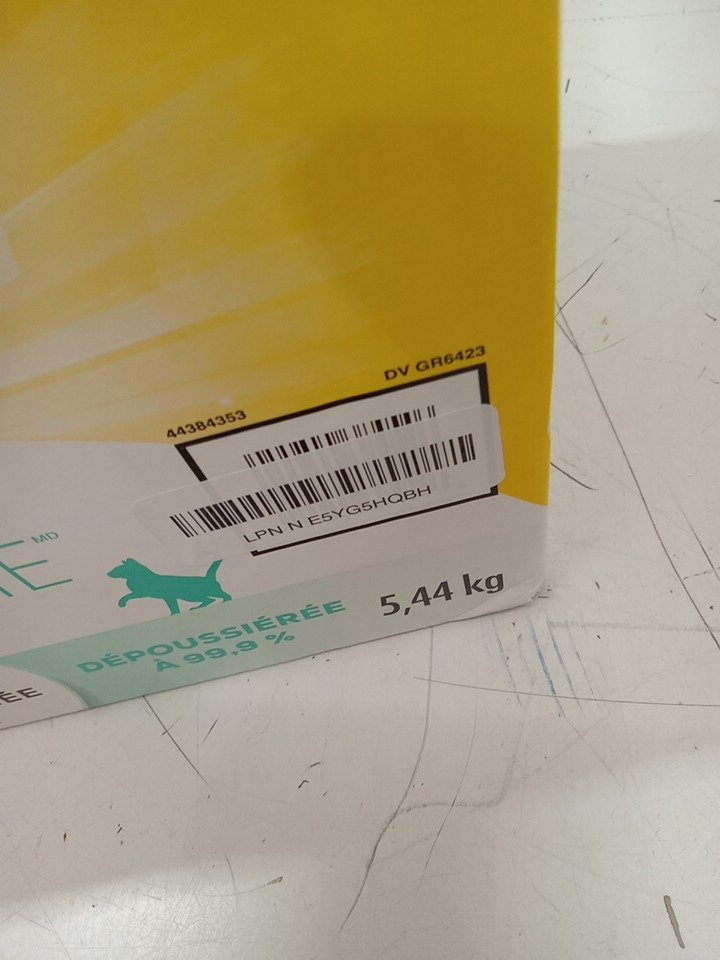 DV GR6423
44384353
LPN N E5YG5HQBH
MD
5,44 kg
DÉPOUSSIÉRÉE
À 99,9 %